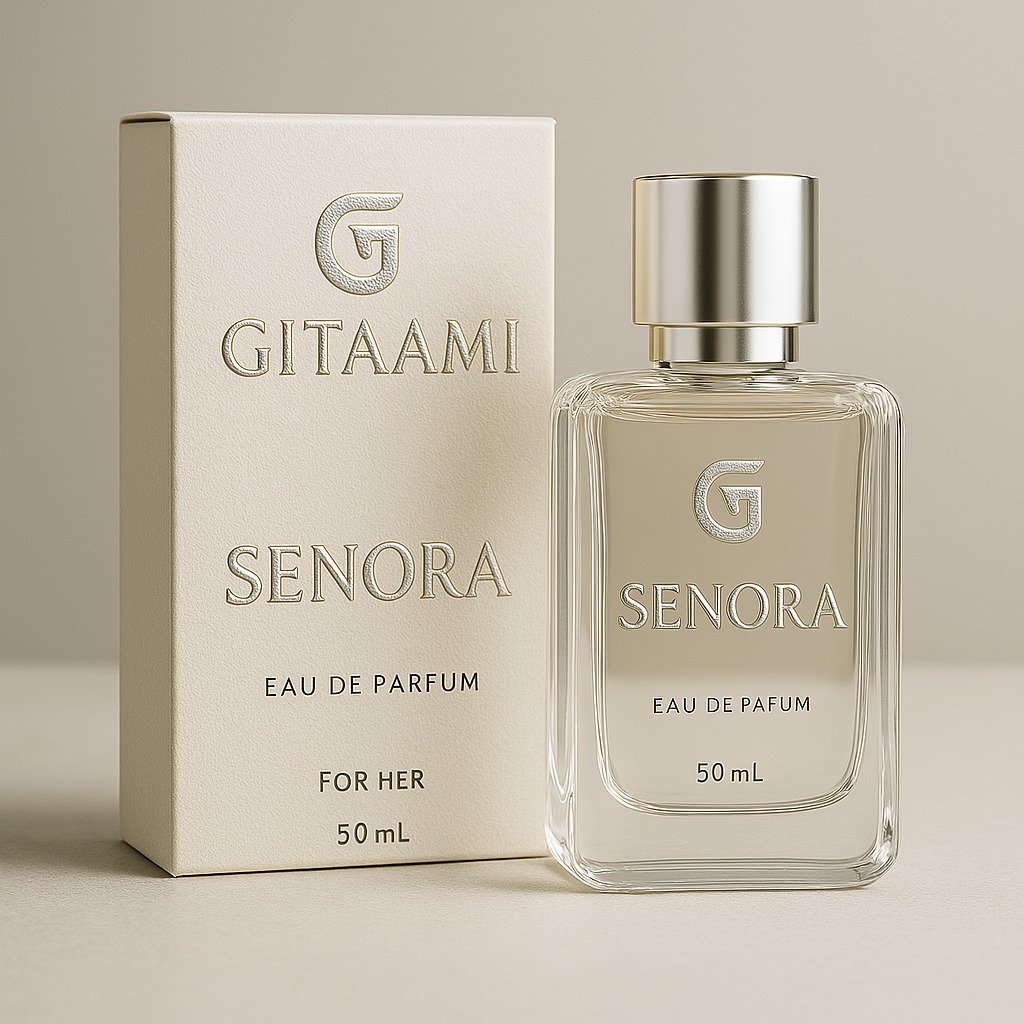 G
GITAAMI
SENORA
EAU DE PARFUM
FOR HER
50 mL
G
SENORA
EAU DE PAFUM
50 mL